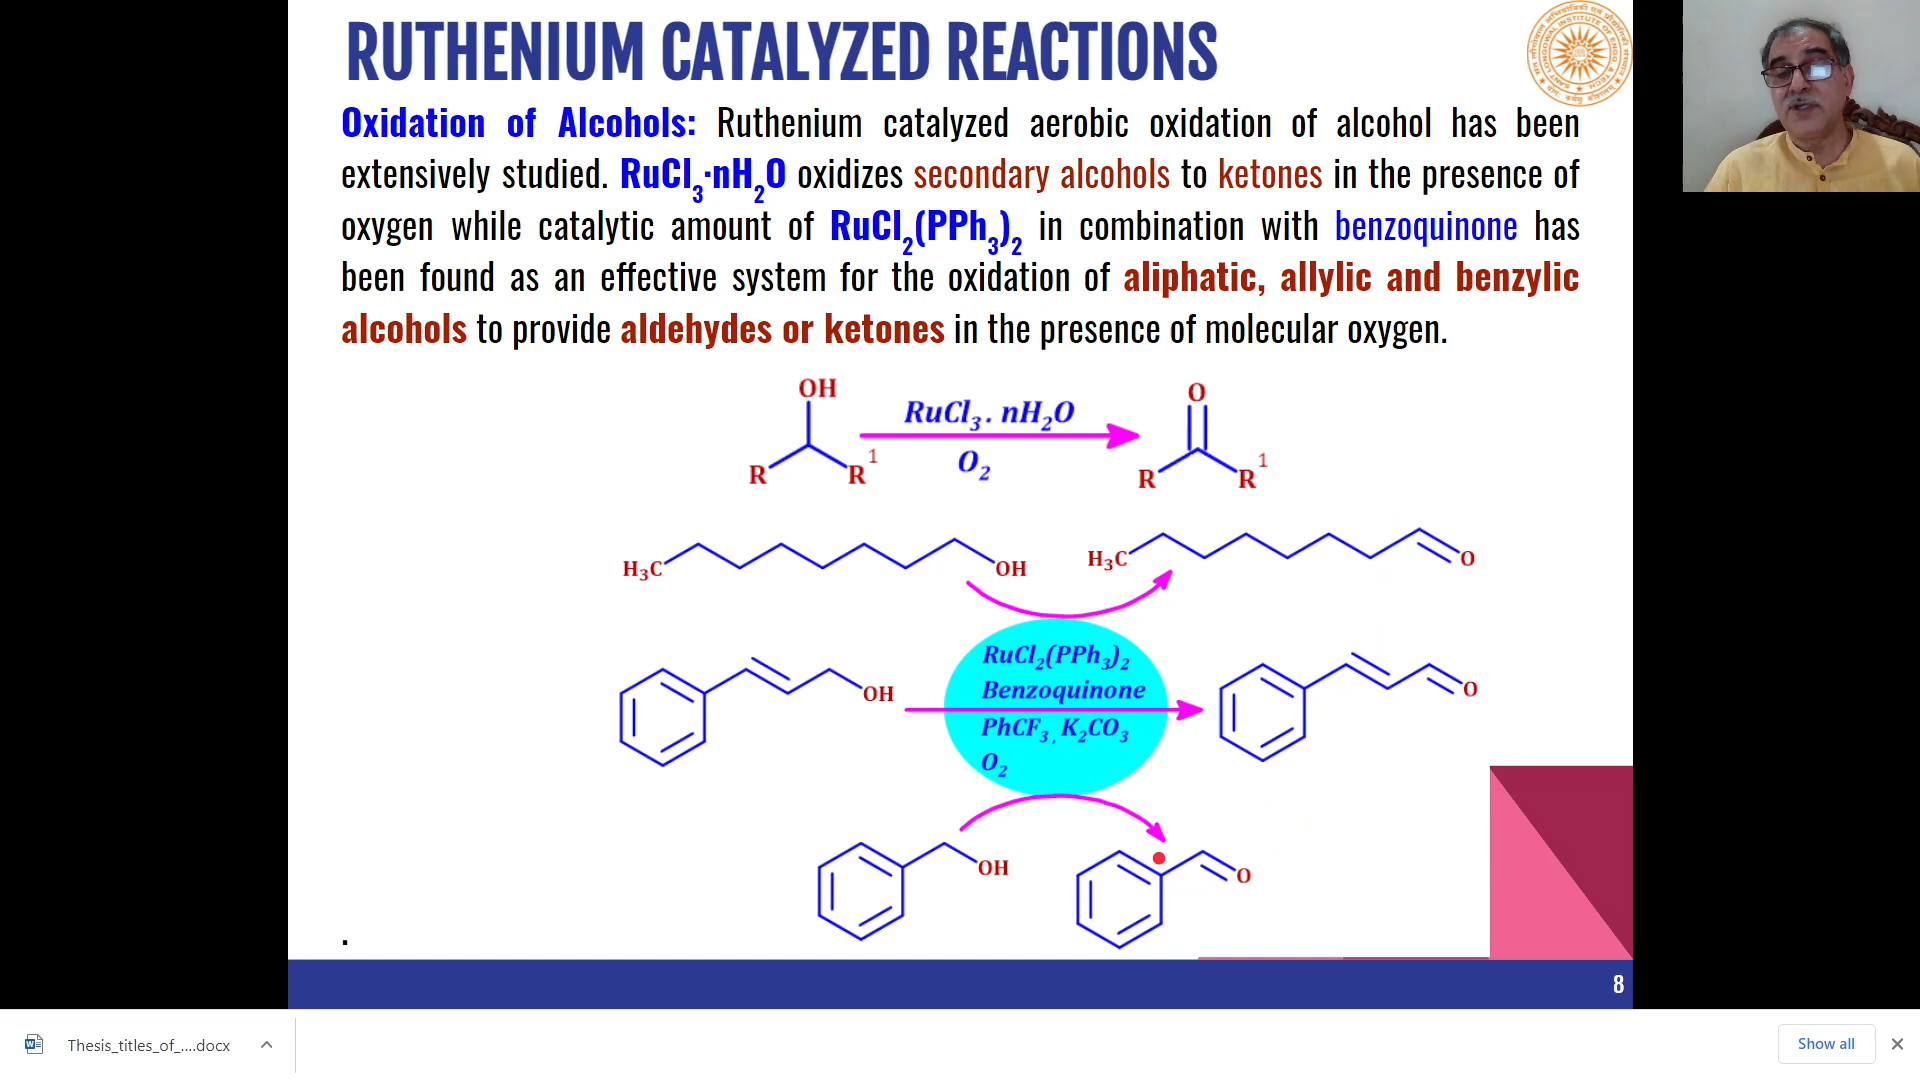 RUTHENIUM CATALYZED REACTIONS
Oxidation of Alcohols: Ruthenium catalyzed aerobic oxidation of alcohol has been
extensively studied. RuCl3·nH2O oxidizes secondary alcohols to ketones in the presence of
oxygen while catalytic amount of RuCl2(PPh3)2 in combination with benzoquinone has
been found as an effective system for the oxidation of aliphatic, allylic and benzylic
alcohols to provide aldehydes or ketones in the presence of molecular oxygen.
OH
RuCl3. nH2O
O
R
R1
O2
R
R1
H3C
OH
H3C
O
RuCl2(PPh3)2
Benzoquinone
OH
O
PhCF3, K2CO3
O2
OH
O
.
8
Thesis_titles_of_....docx
Show all